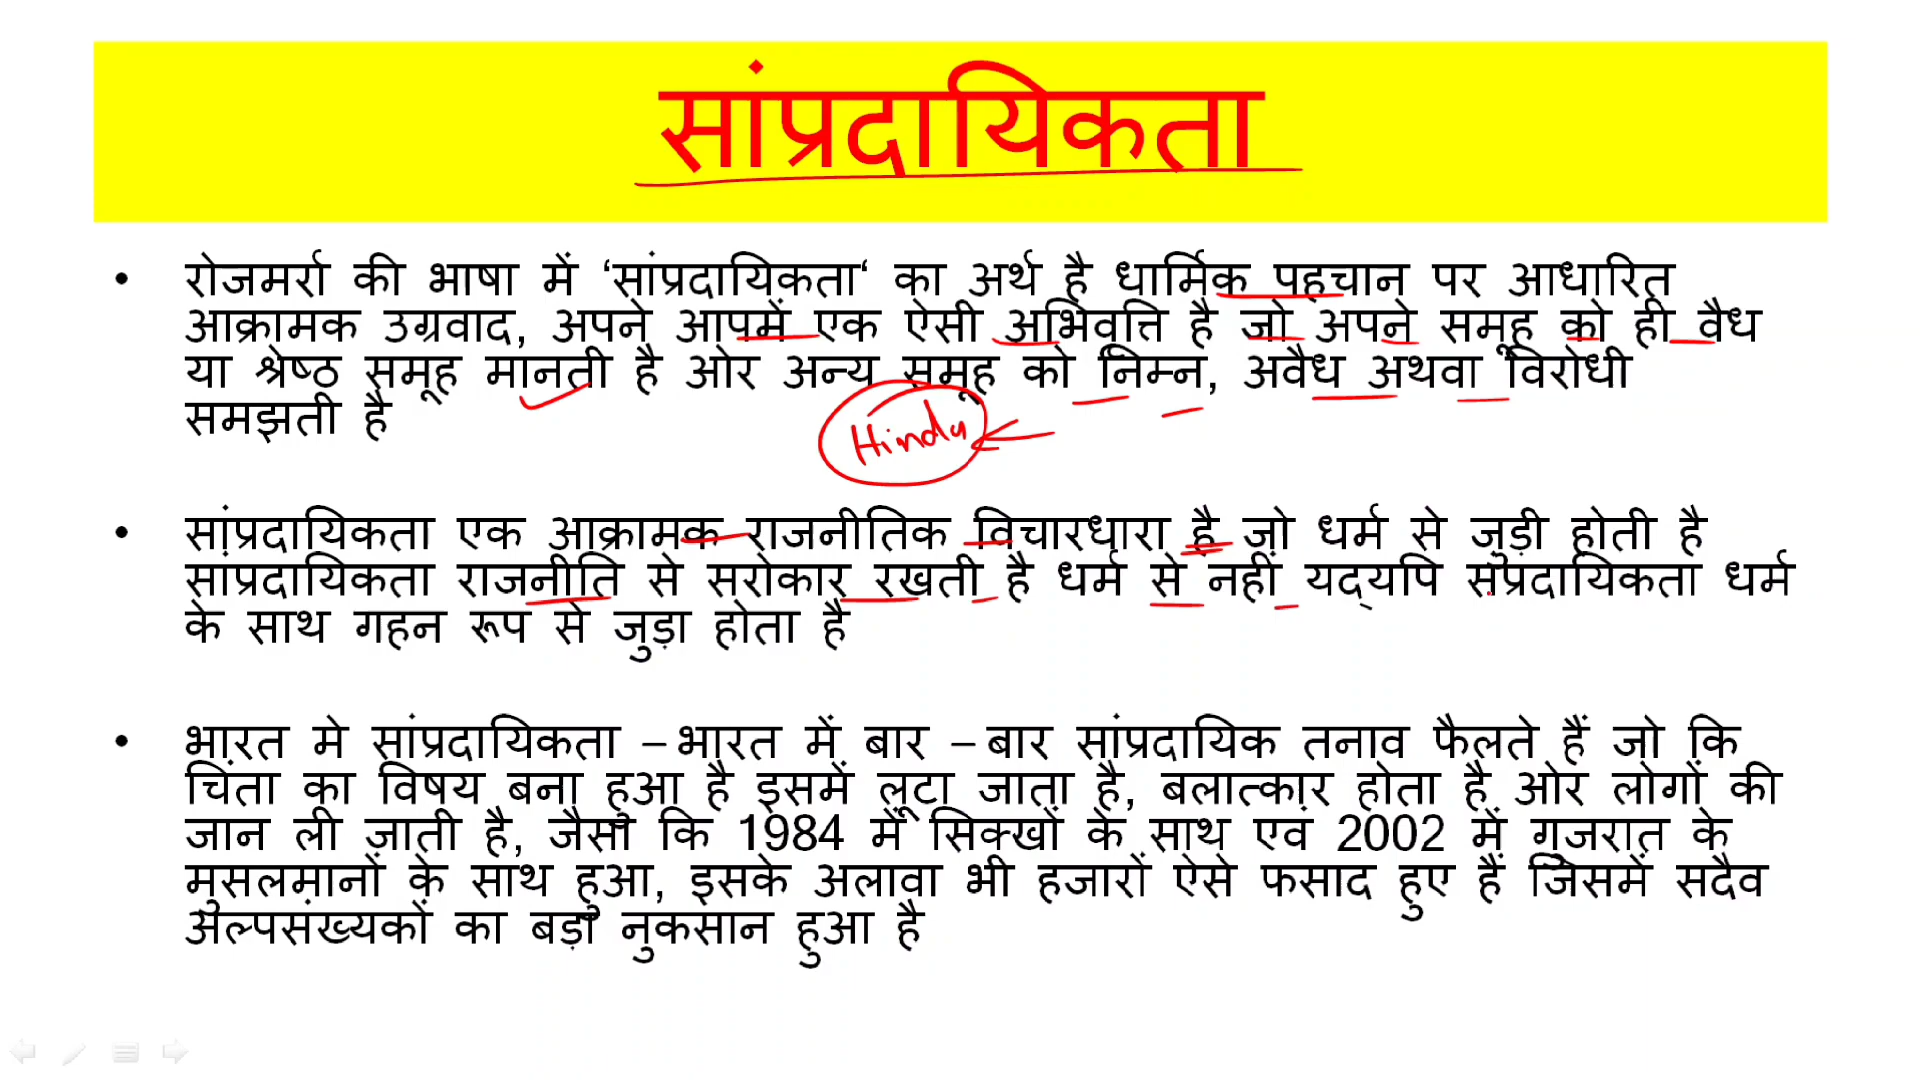 सांप्रदायिकता
• रोजमर्रा की भाषा में ‘सांप्रदायिकता‘ का अर्थ है धार्मिक पहचान पर आधारित
आक्रामक उग्रवाद, अपने आपमें एक ऐसी अभिवृत्ति है जो अपने समूह को ही वैध
या श्रेष्ठ समूह मानती है ओर अन्य समूह को निम्न, अवैध अथवा विरोधी
समझती है
Hindu
• सांप्रदायिकता एक आक्रामक राजनीतिक विचारधारा है जो धर्म से जुड़ी होती है
सांप्रदायिकता राजनीति से सरोकार रखती है धर्म से नहीं यद्यपि संप्रदायिकता धर्म
के साथ गहन रूप से जुड़ा होता है
• भारत मे सांप्रदायिकता – भारत में बार – बार सांप्रदायिक तनाव फैलते हैं जो कि
चिंता का विषय बना हुआ है इसमें लूटा जाता है, बलात्कार होता है ओर लोगों की
जान ली जाती है, जैसा कि 1984 में सिक्खों के साथ एवं 2002 में गुजरात के
मुसलमानों के साथ हुआ, इसके अलावा भी हजारों ऐसे फसाद हुए हैं जिसमें सदैव
अल्पसंख्यकों का बड़ा नुकसान हुआ है